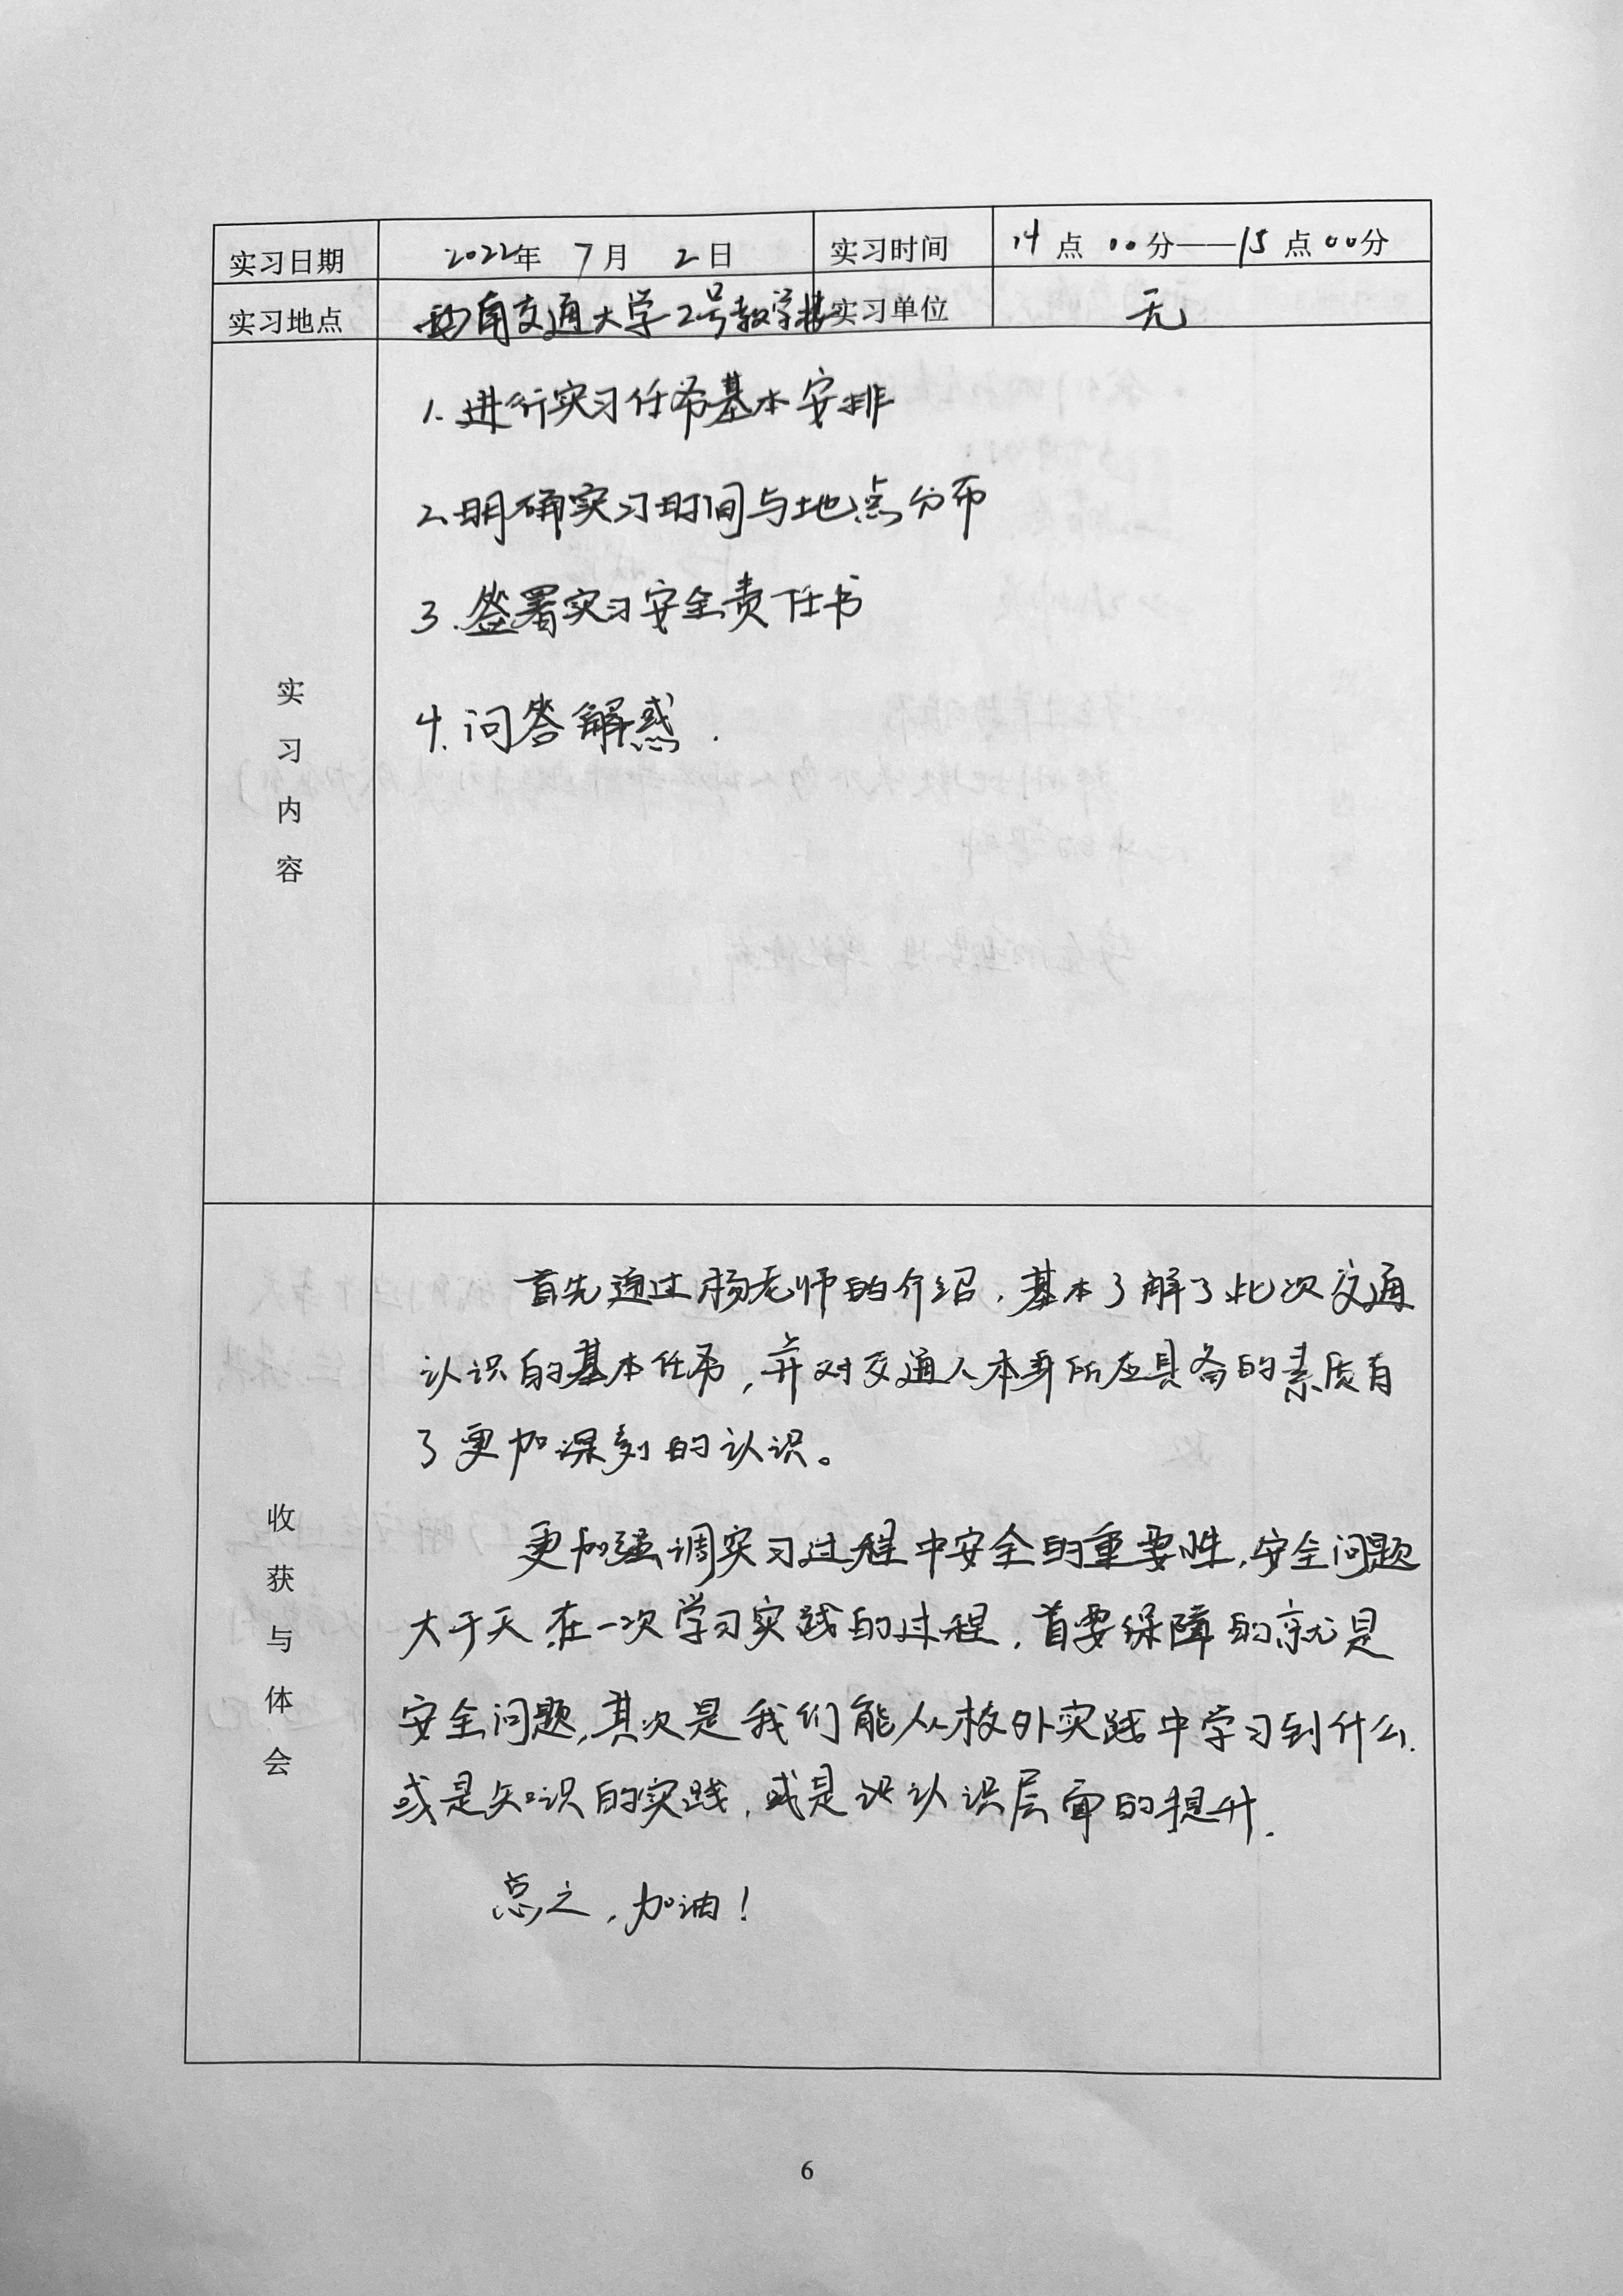 实习日期 2022年 7月 2日 实习时间 14点00分——15点00分
实习地点 西南交通大学2号教学楼 实习单位 无
实习内容
1.进行实习任务基本安排
2.明确实习时间与地点分布
3.签署实习安全责任书
4.问答解惑.
收获与体会
首先通过杨老师的介绍,基本了解了此次交通
认识的基本任务,并对交通人本身所应具备的素质有
了更加深刻的认识。
更加强调实习过程中安全的重要性,安全问题
大于天.在一次学习实践的过程,首要保障的就是
安全问题,其次是我们能从校外实践中学习到什么.
或是知识的实践,或是认识层面的提升.
总之,加油!
6